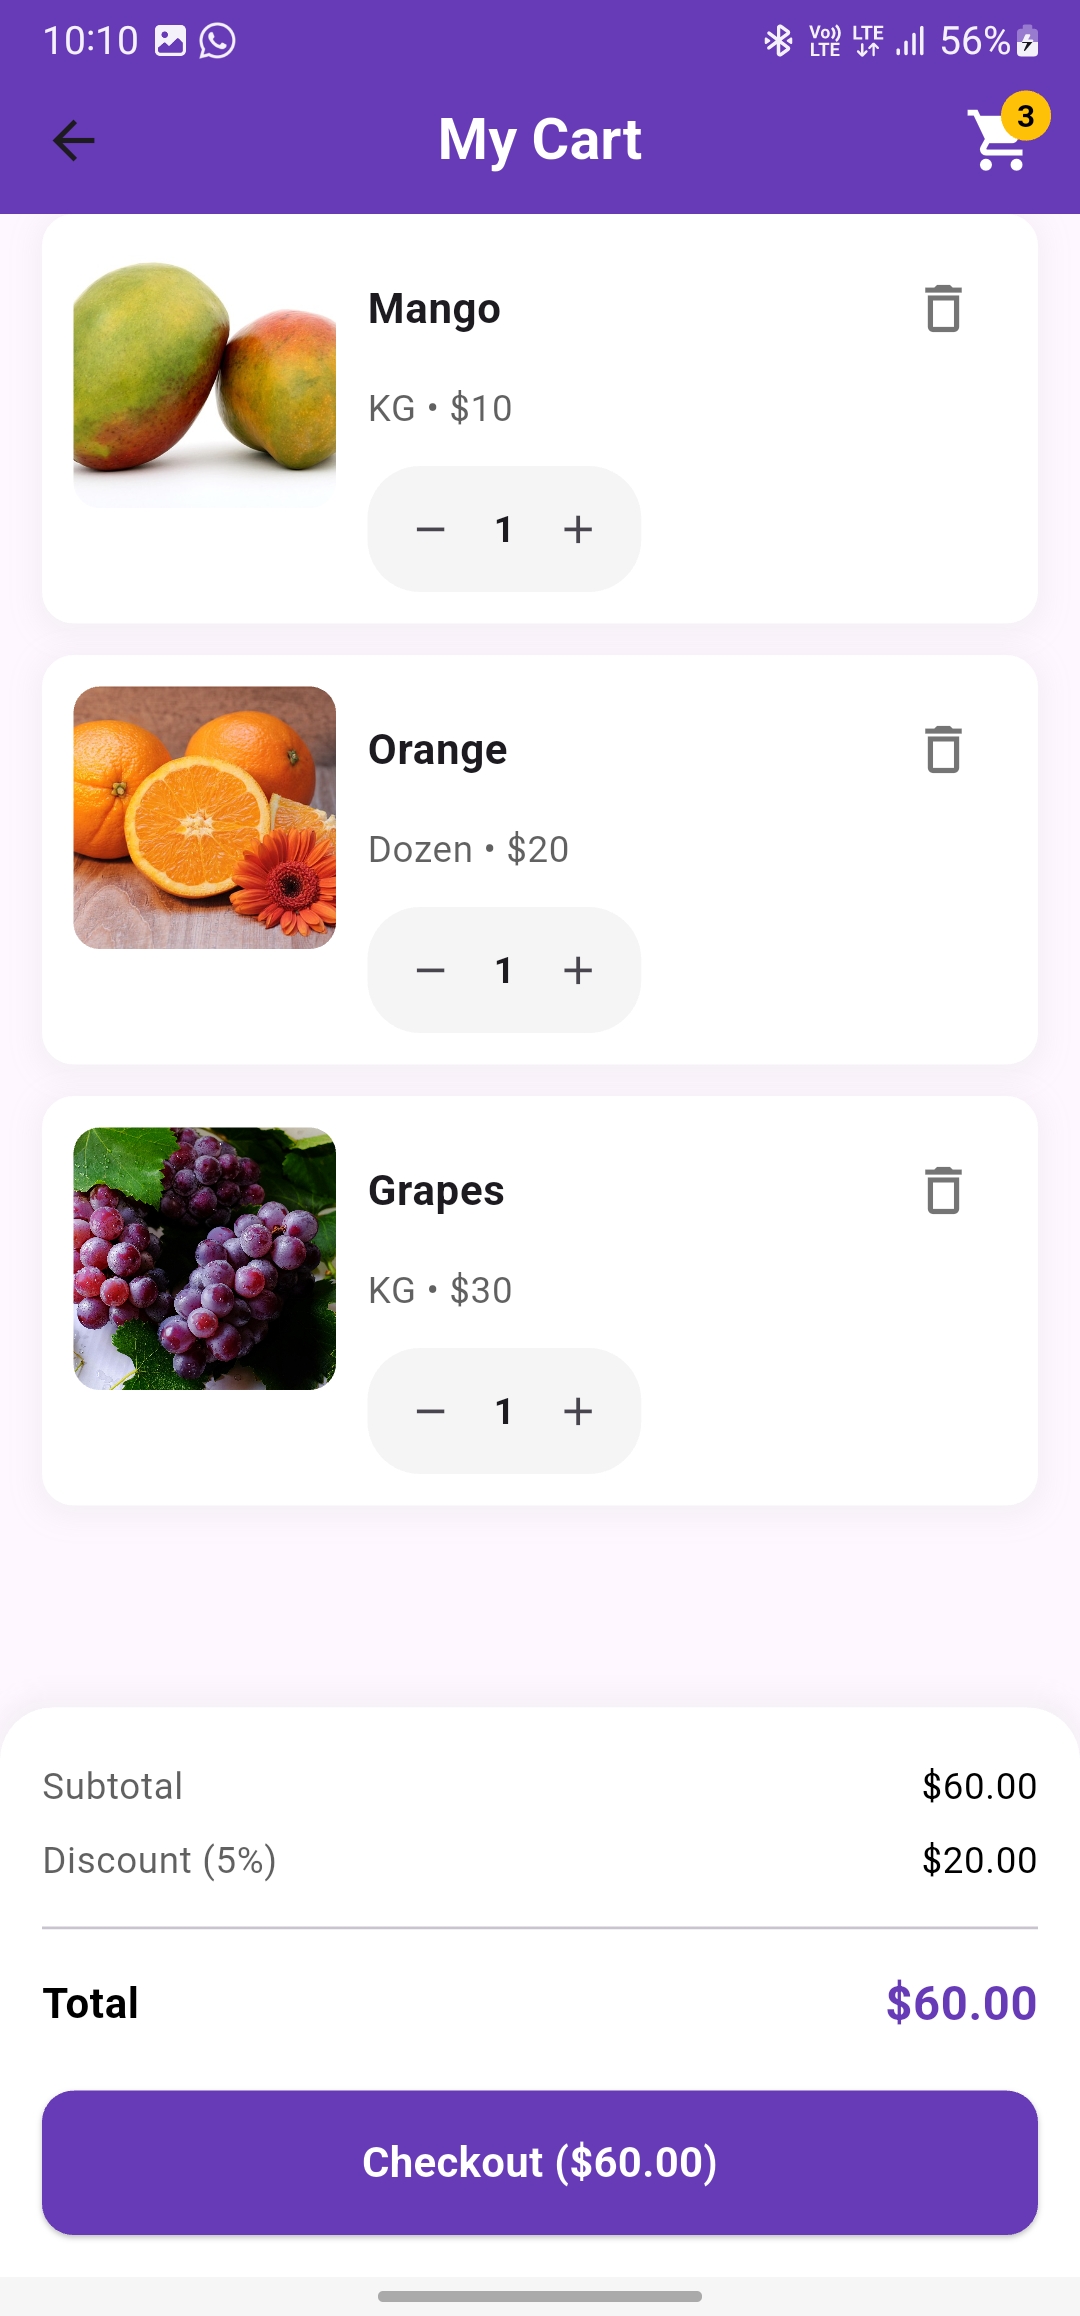 10:10 Vo)) LTE LTE 56%
My Cart 3
Mango
KG • $10
1
Orange
Dozen • $20
1
Grapes
KG • $30
1
Subtotal $60.00
Discount (5%) $20.00
Total $60.00
Checkout ($60.00)